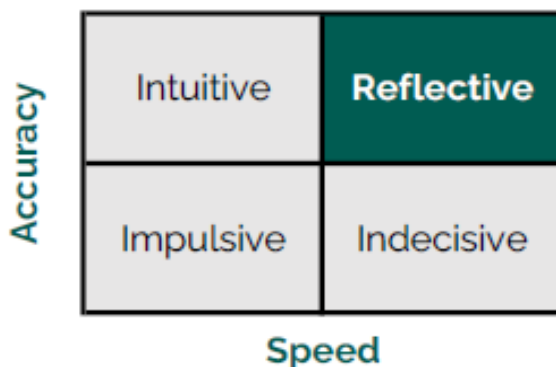 Accuracy
Intuitive
Reflective
Impulsive
Indecisive
Speed